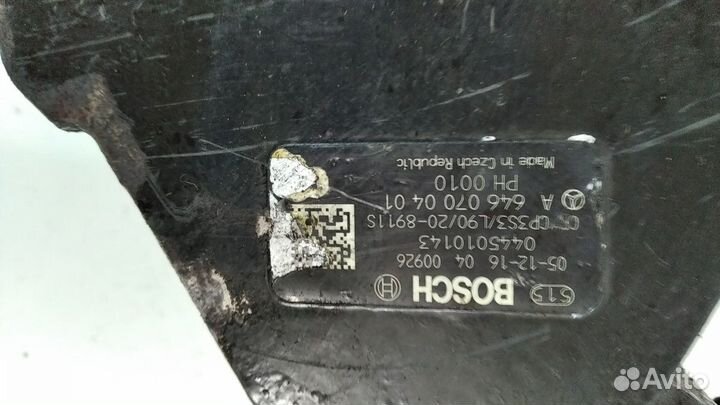 BOSCH
05-12-16 04 00926
0445010143
CP3S3/L90/20-8911S
A 646 070 04 01
PH 0010
Made in Czech Republic
Avito